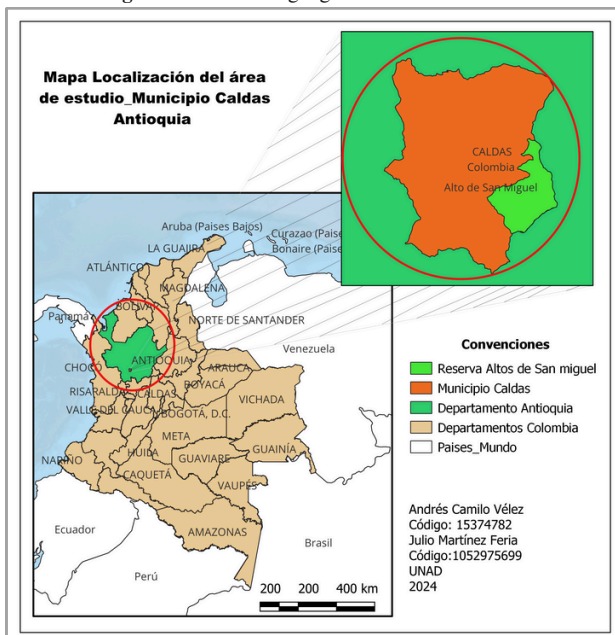 Mapa Localización del área
de estudio_Municipio Caldas
Antioquia
CALDAS
Colombia
Alto de San Miguel
Aruba (Paises Bajos)
Curazao (Paise
Bonaire (Paise
LA GUAJIRA
ATLÁNTICO
MAGDALENA
Panamá
BOLÍVAR
NORTE DE SANTANDER
Venezuela
CHOCÓ
ANTIOQUIA
ARAUCA
RISARALDA
CALDAS
BOYACÁ
VALLE DEL CAUCA
BOGOTÁ, D.C.
VICHADA
META
NARIÑO
HUILA
GUAVIARE
GUAINÍA
CAQUETÁ
VAUPÉS
AMAZONAS
Ecuador
Perú
Brasil
200 0 200 400 km
Convenciones
Reserva Altos de San miguel
Municipio Caldas
Departamento Antioquia
Departamentos Colombia
Paises_Mundo
Andrés Camilo Vélez
Código: 15374782
Julio Martínez Feria
Código:1052975699
UNAD
2024